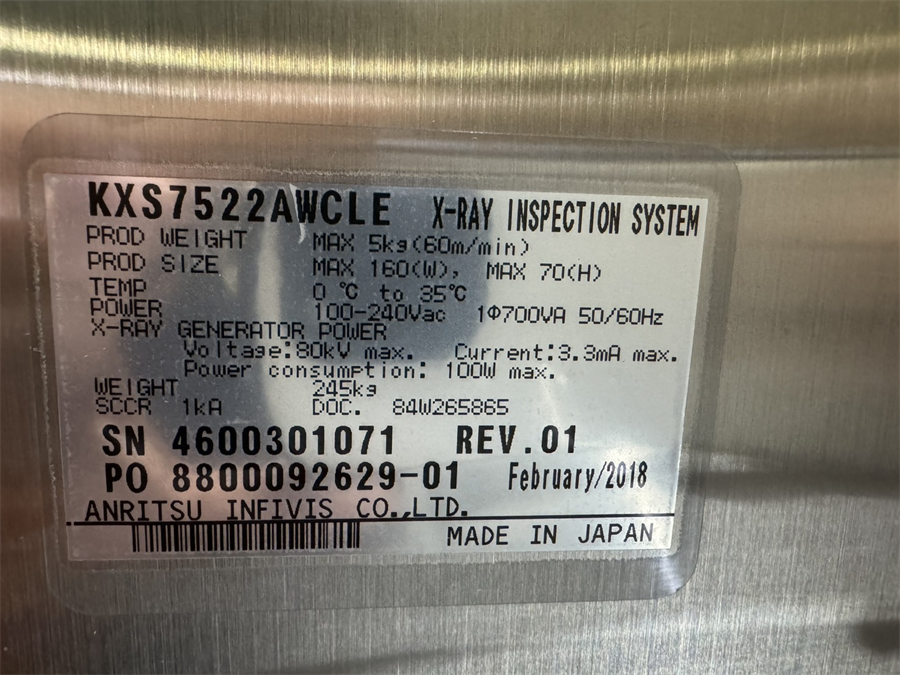 KXS7522AWCLE X-RAY INSPECTION SYSTEM
PROD WEIGHT MAX 5kg(60m/min)
PROD SIZE MAX 160(W), MAX 70(H)
TEMP 0 ℃ to 35℃
POWER 100-240Vac 1Φ700VA 50/60Hz
X-RAY GENERATOR POWER
Voltage:80kV max. Current:3.3mA max.
Power consumption: 100W max.
WEIGHT 245kg
SCCR 1kA DOC. 84W265865
SN 4600301071 REV.01
PO 8800092629-01 February/2018
ANRITSU INFIVIS CO.,LTD.
MADE IN JAPAN